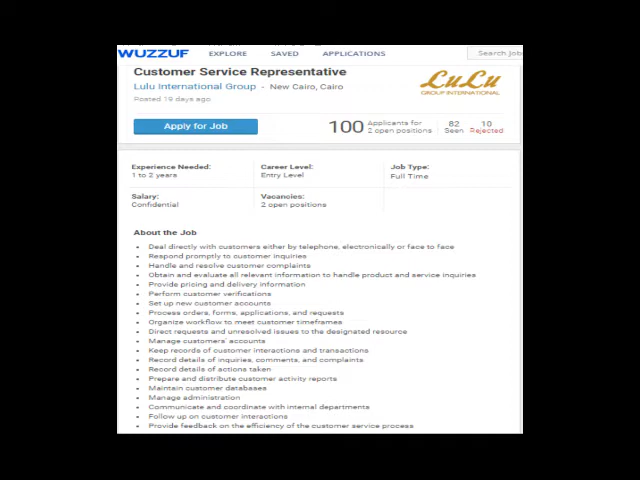 WUZZUF EXPLORE SAVED APPLICATIONS Search Job
Customer Service Representative
Lulu International Group - New Cairo, Cairo
Posted 19 days ago
LuLu
GROUP INTERNATIONAL
Apply for Job
100 Applicants for 2 open positions
82 Seen
10 Rejected
Experience Needed:
1 to 2 years
Career Level:
Entry Level
Job Type:
Full Time
Salary:
Confidential
Vacancies:
2 open positions
About the Job
• Deal directly with customers either by telephone, electronically or face to face
• Respond promptly to customer inquiries
• Handle and resolve customer complaints
• Obtain and evaluate all relevant information to handle product and service inquiries
• Provide pricing and delivery information
• Perform customer verifications
• Set up new customer accounts
• Process orders, forms, applications, and requests
• Organize workflow to meet customer timeframes
• Direct requests and unresolved issues to the designated resource
• Manage customers' accounts
• Keep records of customer interactions and transactions
• Record details of inquiries, comments, and complaints
• Record details of actions taken
• Prepare and distribute customer activity reports
• Maintain customer databases
• Manage administration
• Communicate and coordinate with internal departments
• Follow up on customer interactions
• Provide feedback on the efficiency of the customer service process